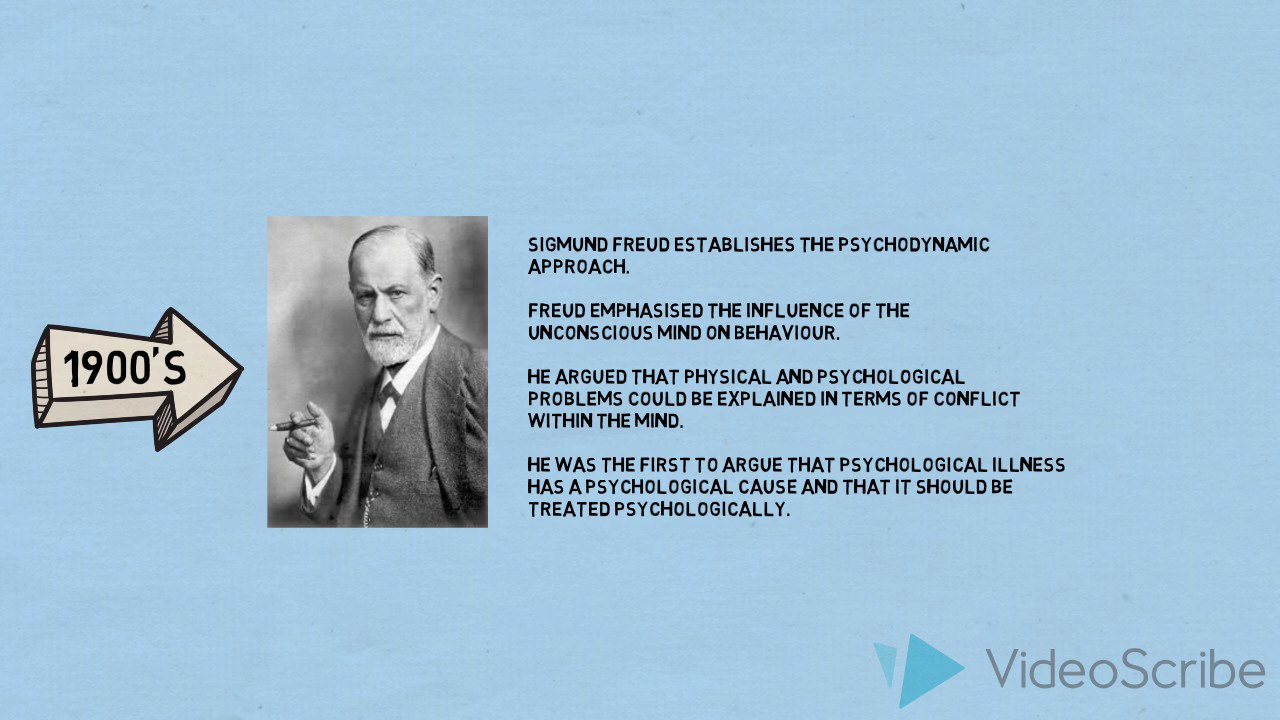 1900'S
SIGMUND FREUD ESTABLISHES THE PSYCHODYNAMIC
APPROACH.
FREUD EMPHASISED THE INFLUENCE OF THE
UNCONSCIOUS MIND ON BEHAVIOUR.
HE ARGUED THAT PHYSICAL AND PSYCHOLOGICAL
PROBLEMS COULD BE EXPLAINED IN TERMS OF CONFLICT
WITHIN THE MIND.
HE WAS THE FIRST TO ARGUE THAT PSYCHOLOGICAL ILLNESS
HAS A PSYCHOLOGICAL CAUSE AND THAT IT SHOULD BE
TREATED PSYCHOLOGICALLY.
VideoScribe